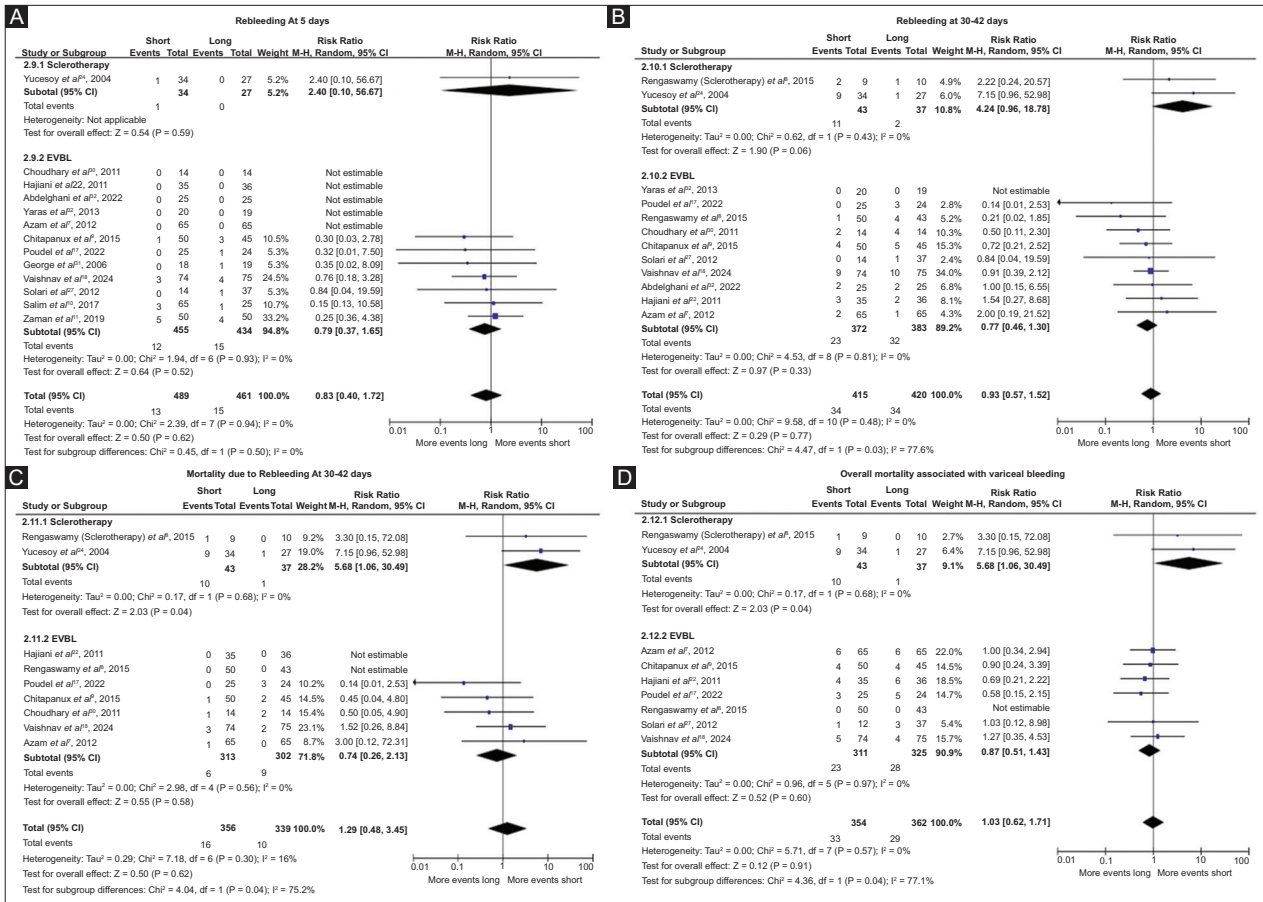 A
Rebleeding At 5 days
Short Long Risk Ratio Risk Ratio
Study or Subgroup Events Total Events Total Weight M-H, Random, 95% CI M-H, Random, 95% CI
2.9.1 Sclerotherapy
Yucesoy et al²⁴, 2004 1 34 0 27 5.2% 2.40 [0.10, 56.67]
Subtotal (95% CI) 34 27 5.2% 2.40 [0.10, 56.67]
Total events 1 0
Heterogeneity: Not applicable
Test for overall effect: Z = 0.54 (P = 0.59)
2.9.2 EVBL
Choudhary et al²⁰, 2011 0 14 0 14 Not estimable
Hajiani et al22, 2011 0 35 0 36 Not estimable
Abdelghani et al³², 2022 0 25 0 25 Not estimable
Yaras et al³², 2013 0 20 0 19 Not estimable
Azam et al⁷, 2012 0 65 0 65 Not estimable
Chitapanux et al⁹, 2015 1 50 3 45 10.5% 0.30 [0.03, 2.78]
Poudel et al¹⁷, 2022 0 25 1 24 5.2% 0.32 [0.01, 7.50]
George et al³¹, 2006 0 18 1 19 5.3% 0.35 [0.02, 8.09]
Vaishnav et al¹⁸, 2024 3 74 4 75 24.5% 0.76 [0.18, 3.28]
Solari et al²⁷, 2012 0 14 1 37 5.3% 0.84 [0.04, 19.59]
Salim et al¹⁰, 2017 3 65 1 25 10.7% 0.15 [0.13, 10.58]
Zaman et al¹¹, 2019 5 50 4 50 33.2% 0.25 [0.36, 4.38]
Subtotal (95% CI) 455 434 94.8% 0.79 [0.37, 1.65]
Total events 12 15
Heterogeneity: Tau² = 0.00; Chi² = 1.94, df = 6 (P = 0.93); I² = 0%
Test for overall effect: Z = 0.64 (P = 0.52)
Total (95% CI) 489 461 100.0% 0.83 [0.40, 1.72]
Total events 13 15
Heterogeneity: Tau² = 0.00; Chi² = 2.39, df = 7 (P = 0.94); I² = 0%
Test for overall effect: Z = 0.50 (P = 0.62)
Test for subgroup differences: Chi² = 0.45, df = 1 (P = 0.50); I² = 0%
0.01 0.1 1 10 100
More events long More events short
B
Rebleeding at 30-42 days
Short Long Risk Ratio Risk Ratio
Study or Subgroup Events Total Events Total Weight M-H, Random, 95% CI M-H, Random, 95% CI
2.10.1 Sclerotherapy
Rengaswamy (Sclerotherapy) et al⁸, 2015 2 9 1 10 4.9% 2.22 [0.24, 20.57]
Yucesoy et al²⁴, 2004 9 34 1 27 6.0% 7.15 [0.96, 52.98]
Subtotal (95% CI) 43 37 10.8% 4.24 [0.96, 18.78]
Total events 11 2
Heterogeneity: Tau² = 0.00; Chi² = 0.62, df = 1 (P = 0.43); I² = 0%
Test for overall effect: Z = 1.90 (P = 0.06)
2.10.2 EVBL
Yaras et al³², 2013 0 20 0 19 Not estimable
Poudel et al¹⁷, 2022 0 25 3 24 2.8% 0.14 [0.01, 2.53]
Rengaswamy et al⁸, 2015 1 50 4 43 5.1% 0.21 [0.02, 1.85]
Choudhary et al²⁰, 2011 2 14 4 14 10.3% 0.50 [0.11, 2.30]
Chitapanux et al⁹, 2015 4 50 5 45 15.3% 0,72 [0.21, 2.52]
Solari et al²⁷, 2012 0 14 1 37 2.4% 0.84 [0.04, 19.59]
Vaishnav et al¹⁸, 2024 9 74 10 75 34.0% 0.91 [0.39, 2.12]
Abdelghani et al³², 2022 2 25 2 25 6.8% 1.00 [0.15, 6.55]
Hajiani et al²², 2011 3 35 2 36 8.1% 1.54 [0.27, 8.68]
Azam et al⁷, 2012 2 65 1 65 4.3% 2.00 [0.19, 21.52]
Subtotal (95% CI) 372 383 89.2% 0.77 [0.46, 1.30]
Total events 23 32
Heterogeneity: Tau² = 0.00; Chi² = 4.53, df = 8 (P = 0.81); I² = 0%
Test for overall effect: Z = 0.97 (P = 0.33)
Total (95% CI) 415 420 100.0% 0.93 [0.57, 1.52]
Total events 34 34
Heterogeneity: Tau² = 0.00; Chi² = 9.58, df = 10 (P = 0.48); I² = 0%
Test for overall effect: Z = 0.29 (P = 0.77)
Test for subgroup differences: Chi² = 4.47, df = 1 (P = 0.03); I² = 77.6%
0.01 0.1 1 10 100
More events long More events short
C
Mortality due to Rebleeding At 30-42 days
Short Long Risk Ratio Risk Ratio
Study or Subgroup Events Total Events Total Weight M-H, Random, 95% CI M-H, Random, 95% CI
2.11.1 Sclerotherapy
Rengaswamy (Sclerotherapy) et al⁸, 2015 1 9 0 10 9.2% 3.30 [0.15, 72.08]
Yucesoy et al²⁴, 2004 9 34 1 27 19.0% 7.15 [0.96, 52.98]
Subtotal (95% CI) 43 37 28.2% 5.68 [1.06, 30.49]
Total events 10 1
Heterogeneity: Tau² = 0.00; Chi² = 0.17, df = 1 (P = 0.68); I² = 0%
Test for overall effect: Z = 2.03 (P = 0.04)
2.11.2 EVBL
Hajiani et al²², 2011 0 35 0 36 Not estimable
Rengaswamy et al⁸, 2015 0 50 0 43 Not estimable
Poudel et al¹⁷, 2022 0 25 3 24 10.2% 0.14 [0.01, 2.53]
Chitapanux et al⁹, 2015 1 50 2 45 14.5% 0.45 [0.04, 4.80]
Choudhary et al²⁰, 2011 1 14 2 14 15.4% 0.50 [0.05, 4.90]
Vaishnav et al¹⁸, 2024 3 74 2 75 23.1% 1.52 [0.26, 8.84]
Azam et al⁷, 2012 1 65 0 65 8.7% 3.00 [0.12, 72.31]
Subtotal (95% CI) 313 302 71.8% 0.74 [0.26, 2.13]
Total events 6 9
Heterogeneity: Tau² = 0.00; Chi² = 2.98, df = 4 (P = 0.56); I² = 0%
Test for overall effect: Z = 0.55 (P = 0.58)
Total (95% CI) 356 339 100.0% 1.29 [0.48, 3.45]
Total events 16 10
Heterogeneity: Tau² = 0.29; Chi² = 7.18, df = 6 (P = 0.30); I² = 16%
Test for overall effect: Z = 0.50 (P = 0.62)
Test for subgroup differences: Chi² = 4.04, df = 1 (P = 0.04); I² = 75.2%
0.01 0.1 1 10 100
More events long More events short
D
Overall mortality associated with variceal bleeding
Short Long Risk Ratio Risk Ratio
Study or Subgroup Events Total Events Total Weight M-H, Random, 95% CI M-H, Random, 95% CI
2.12.1 Sclerotherapy
Rengaswamy (Sclerotherapy) et al⁸, 2015 1 9 0 10 2.7% 3.30 [0.15, 72.08]
Yucesoy et al²⁴, 2004 9 34 1 27 6.4% 7.15 [0.96, 52.98]
Subtotal (95% CI) 43 37 9.1% 5.68 [1.06, 30.49]
Total events 10 1
Heterogeneity: Tau² = 0.00; Chi² = 0.17, df = 1 (P = 0.68); I² = 0%
Test for overall effect: Z = 2.03 (P = 0.04)
2.12.2 EVBL
Azam et al⁷, 2012 6 65 6 65 22.0% 1.00 [0.34, 2.94]
Chitapanux et al⁹, 2015 4 50 4 45 14.7% 0.90 [0.24, 3.39]
Hajiani et al²², 2011 4 35 6 36 18.5% 0.69 [0.21, 2.22]
Poudel et al¹⁷, 2022 3 25 5 24 14.7% 0.58 [0.15, 2.15]
Rengaswamy et al⁸, 2015 0 50 0 43 Not estimable
Solari et al²⁷, 2012 1 12 3 37 5.4% 1.03 [0.12, 8.98]
Vaishnav et al¹⁸, 2024 5 74 4 75 15.7% 1.27 [0.35, 4.53]
Subtotal (95% CI) 311 325 90.9% 0.87 [0.51, 1.43]
Total events 23 28
Heterogeneity: Tau² = 0.00; Chi² = 0.96, df = 5 (P = 0.97); I² = 0%
Test for overall effect: Z = 0.52 (P = 0.60)
Total (95% CI) 354 362 100.0% 1.03 [0.62, 1.71]
Total events 33 29
Heterogeneity: Tau² = 0.00; Chi² = 5.71, df = 7 (P = 0.57); I² = 0%
Test for overall effect: Z = 0.12 (P = 0.91)
Test for subgroup differences: Chi² = 4.36, df = 1 (P = 0.04); I² = 77.1%
0.01 0.1 1 10 100
More events long More events short